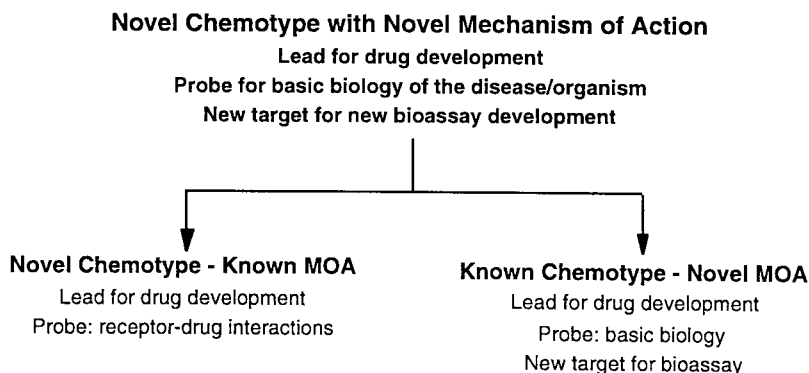 Novel Chemotype with Novel Mechanism of Action
Lead for drug development
Probe for basic biology of the disease/organism
New target for new bioassay development
Novel Chemotype - Known MOA
Lead for drug development
Probe: receptor-drug interactions
Known Chemotype - Novel MOA
Lead for drug development
Probe: basic biology
New target for bioassay